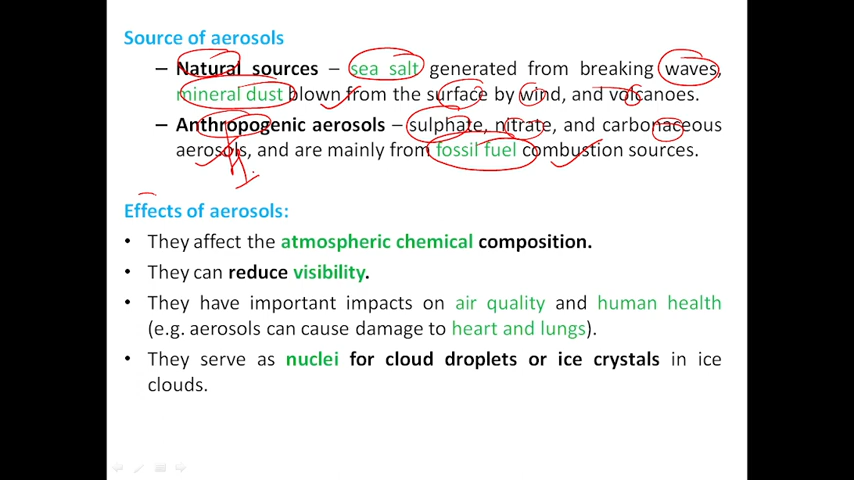 Source of aerosols
– Natural sources – sea salt generated from breaking waves,
mineral dust blown from the surface by wind, and volcanoes.
– Anthropogenic aerosols – sulphate, nitrate, and carbonaceous
aerosols, and are mainly from fossil fuel combustion sources.
Effects of aerosols:
• They affect the atmospheric chemical composition.
• They can reduce visibility.
• They have important impacts on air quality and human health
(e.g. aerosols can cause damage to heart and lungs).
• They serve as nuclei for cloud droplets or ice crystals in ice
clouds.